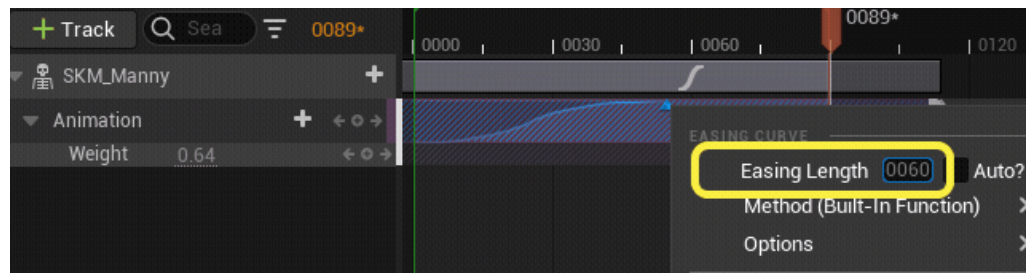 + Track Sea 0089*
0089*
0000 0030 0060 0120
SKM_Manny
Animation
Weight 0.64
EASING CURVE
Easing Length 0060 Auto?
Method (Built-In Function)
Options